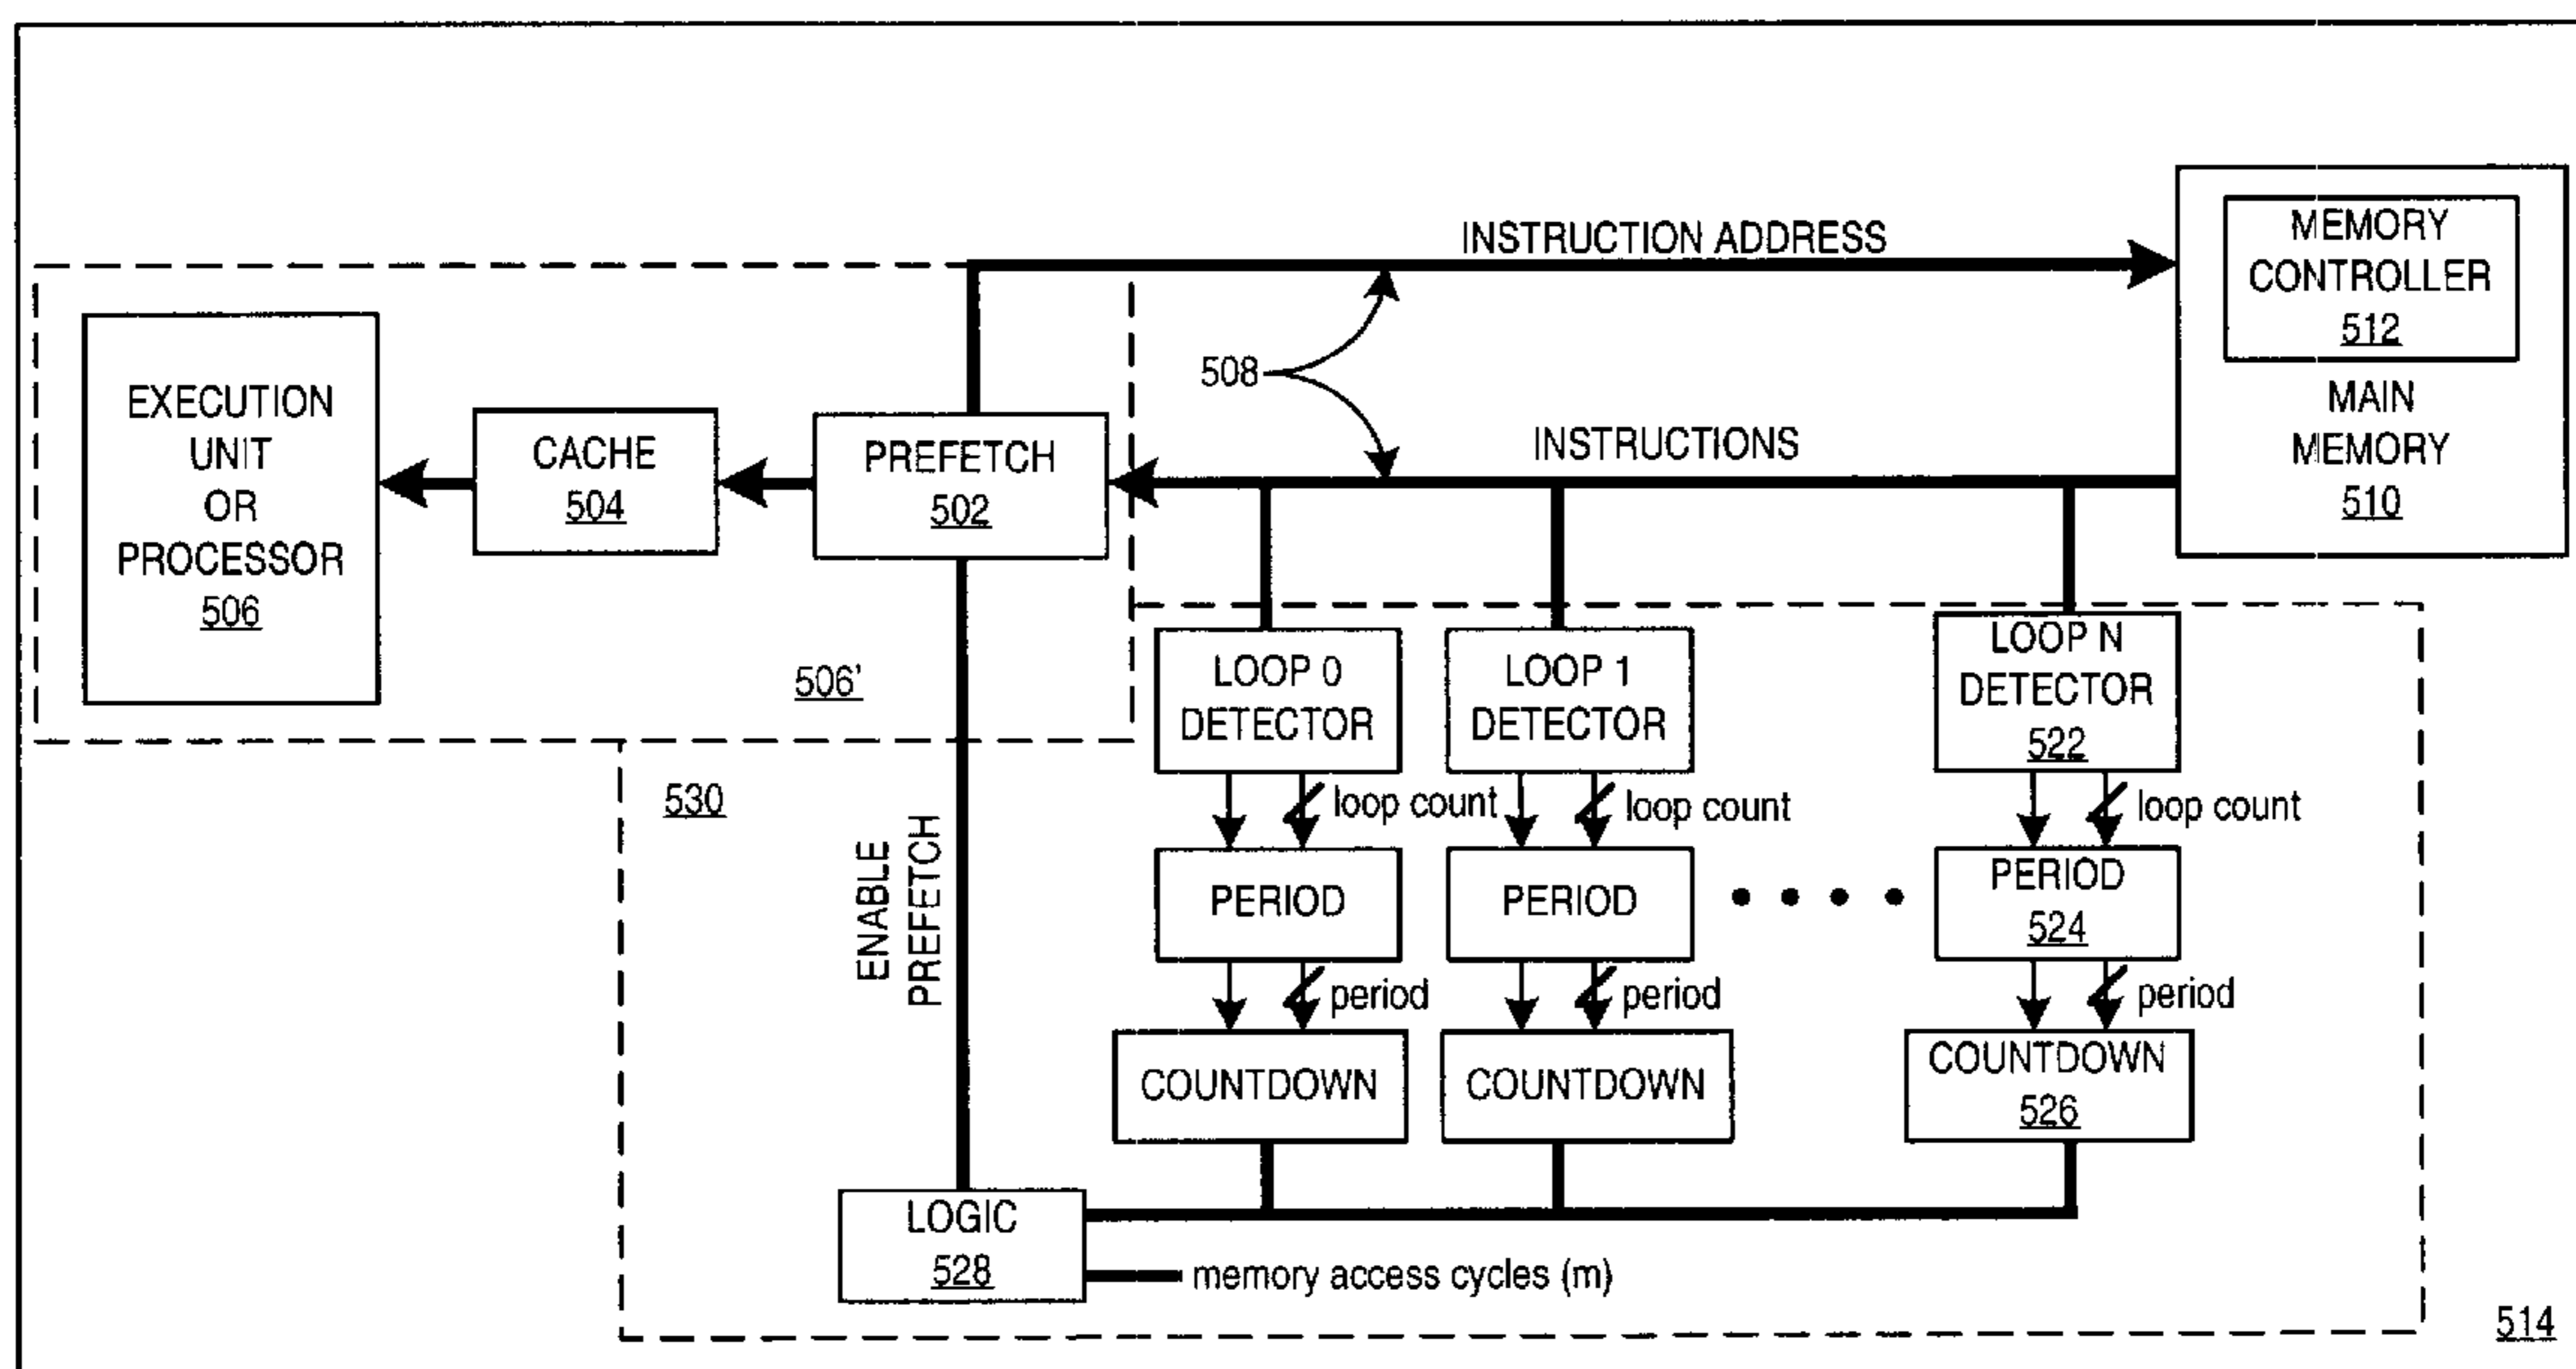 INSTRUCTION ADDRESS
MEMORY
CONTROLLER
512
MAIN
MEMORY
510
508
INSTRUCTIONS
EXECUTION
UNIT
OR
PROCESSOR
506
CACHE
504
PREFETCH
502
506'
530
ENABLE
PREFETCH
LOOP 0
DETECTOR
LOOP 1
DETECTOR
LOOP N
DETECTOR
522
loop count
loop count
loop count
PERIOD
PERIOD
PERIOD
524
period
period
period
COUNTDOWN
COUNTDOWN
COUNTDOWN
526
LOGIC
528
memory access cycles (m)
514